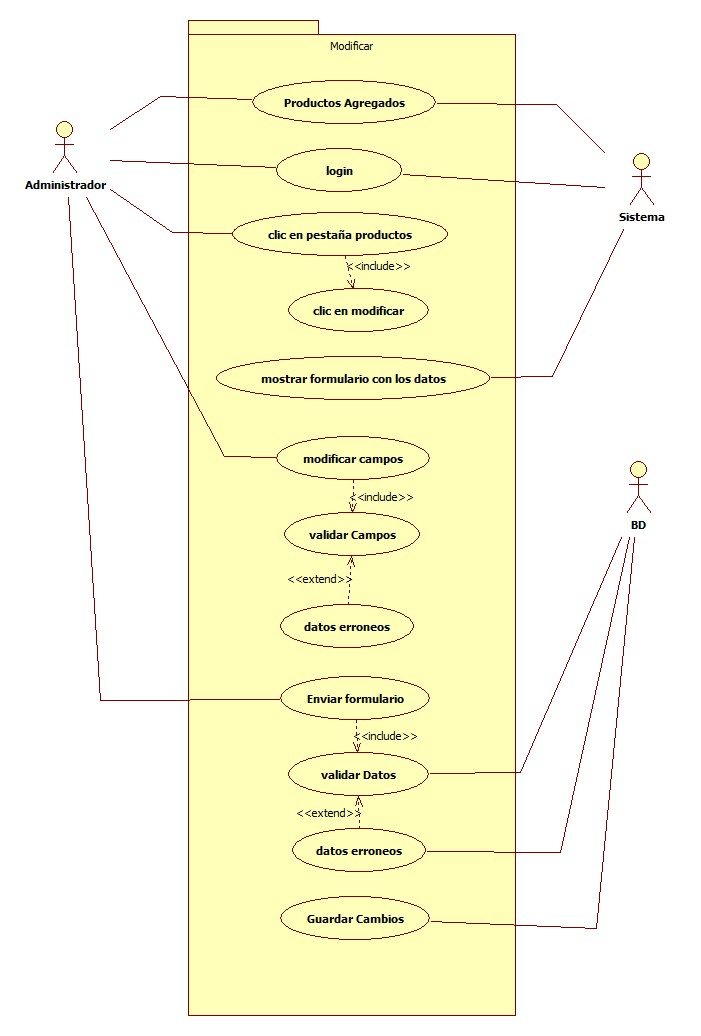 Modificar
Productos Agregados
Administrador
login
Sistema
clic en pestaña productos
<<include>>
clic en modificar
mostrar formulario con los datos
modificar campos
<<include>>
BD
validar Campos
<<extend>>
datos erroneos
Enviar formulario
<<include>>
validar Datos
<<extend>>
datos erroneos
Guardar Cambios